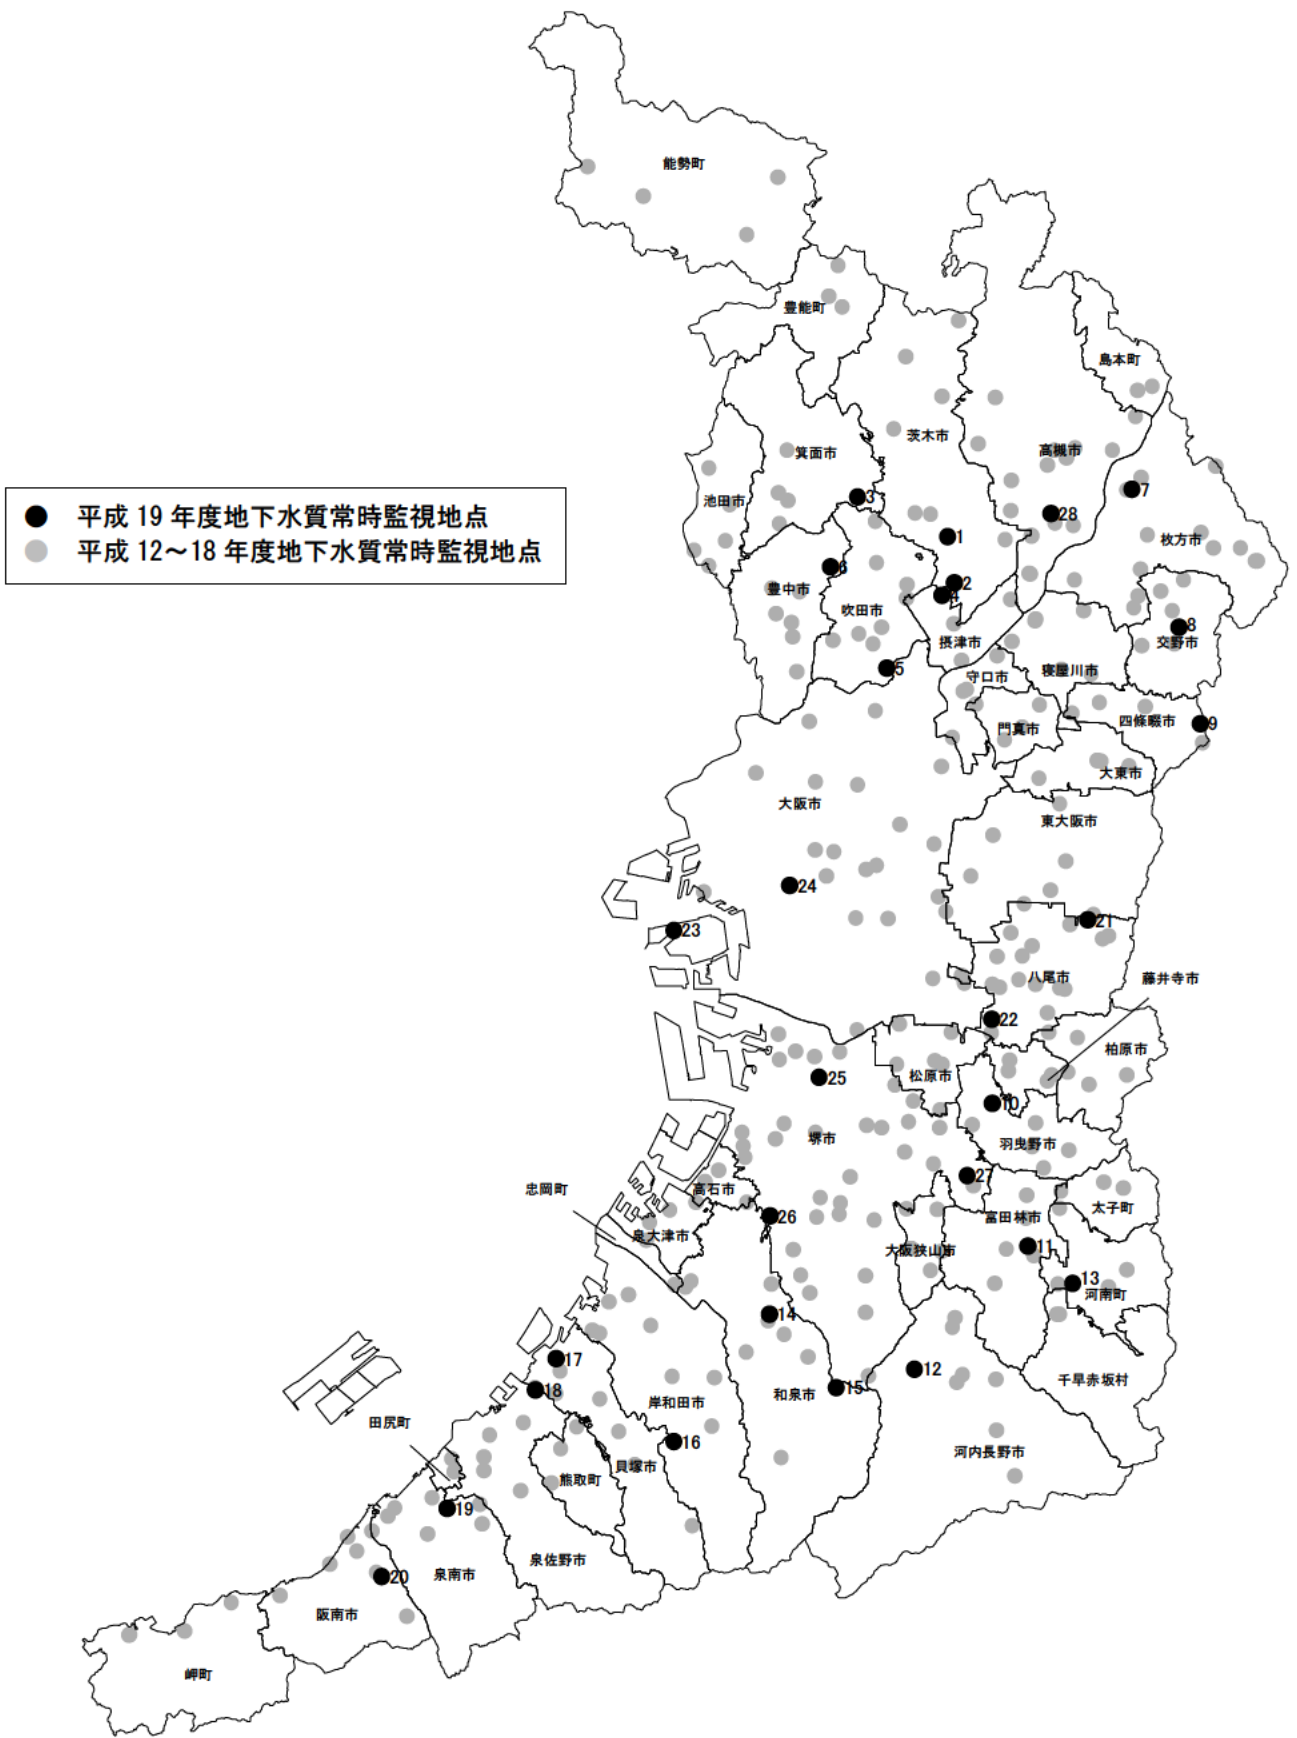 能勢町
豊能町
島本町
茨木市
高槻市
箕面市
池田市
3
7
● 平成 19 年度地下水質常時監視地点
28
1
枚方市
● 平成 12～18 年度地下水質常時監視地点
6
2
豊中市
4
吹田市
8
摂津市
交野市
5
守口市
寝屋川市
四條畷市
9
門真市
大東市
大阪市
東大阪市
24
21
23
八尾市
藤井寺市
22
柏原市
25
松原市
10
堺市
羽曳野市
27
忠岡町
高石市
太子町
26
富田林市
泉大津市
大阪狭山市
11
13
河南町
14
17
12
千早赤坂村
18
15
和泉市
岸和田市
田尻町
16
河内長野市
貝塚市
熊取町
19
泉佐野市
20
泉南市
阪南市
岬町